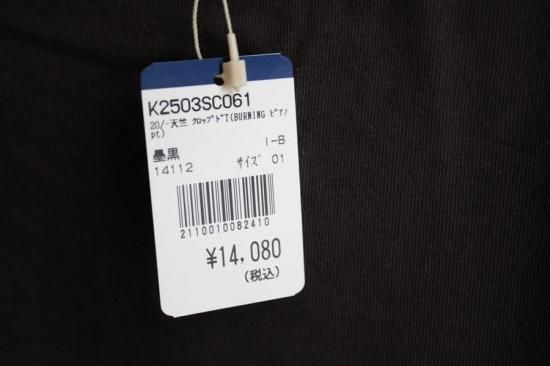 K2503SC061
20/-天竺 クロップドT(BURNING ピアノ
pt)
墨黒 I-B
14112 サイズ 01
2110010082410
¥14,080
(税込)